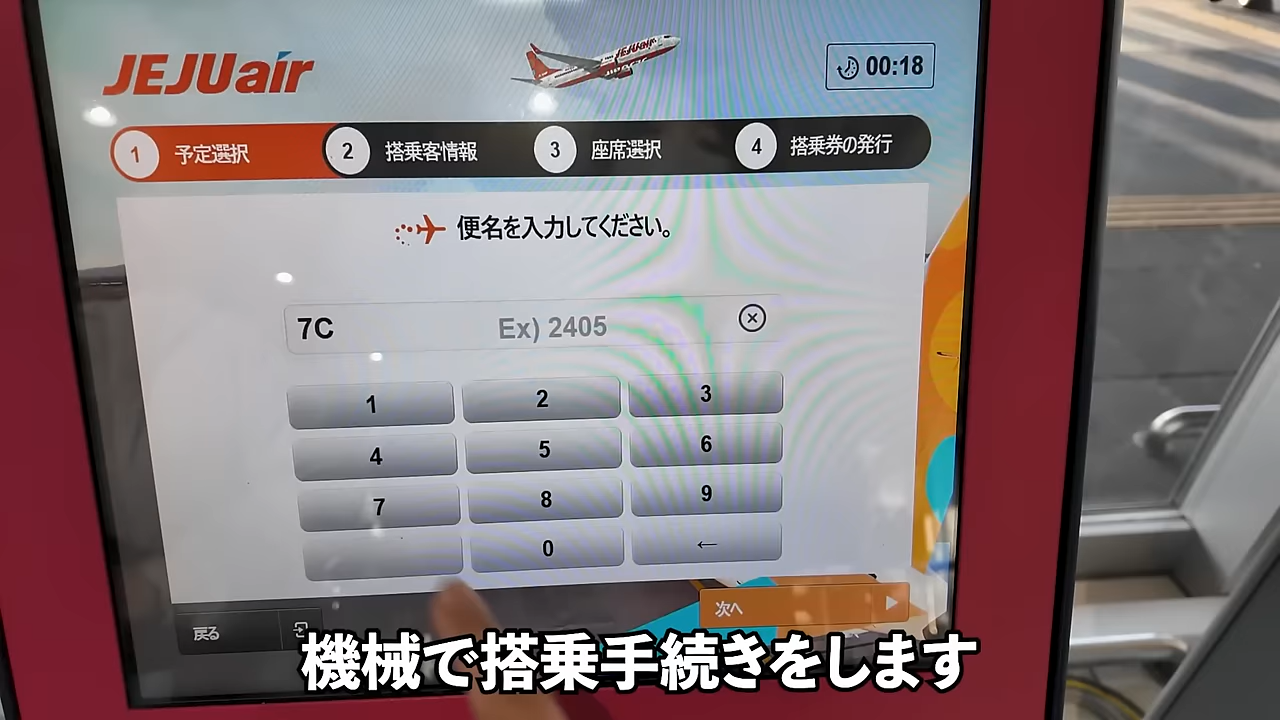 JEJUair
JEJUair
00:18
1 予定選択
2 搭乗客情報
3 座席選択
4 搭乗券の発行
便名を入力してください。
7C Ex) 2405
1 2 3
4 5 6
7 8 9
0 ←
戻る
次へ
機械で搭乗手続きをします